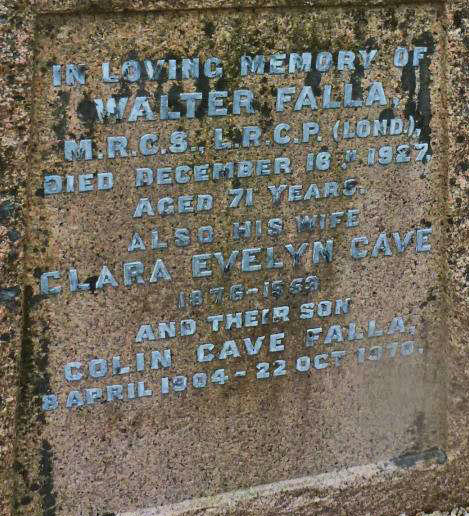 IN LOVING MEMORY OF
WALTER FALLA,
M.R.C.S., L.R.C.P. (LOND),
DIED DECEMBER 18TH 1927,
AGED 71 YEARS.
ALSO HIS WIFE
CLARA EVELYN CAVE
1876-1959
AND THEIR SON
COLIN CAVE FALLA,
8 APRIL 1904 - 22 OCT 1970.